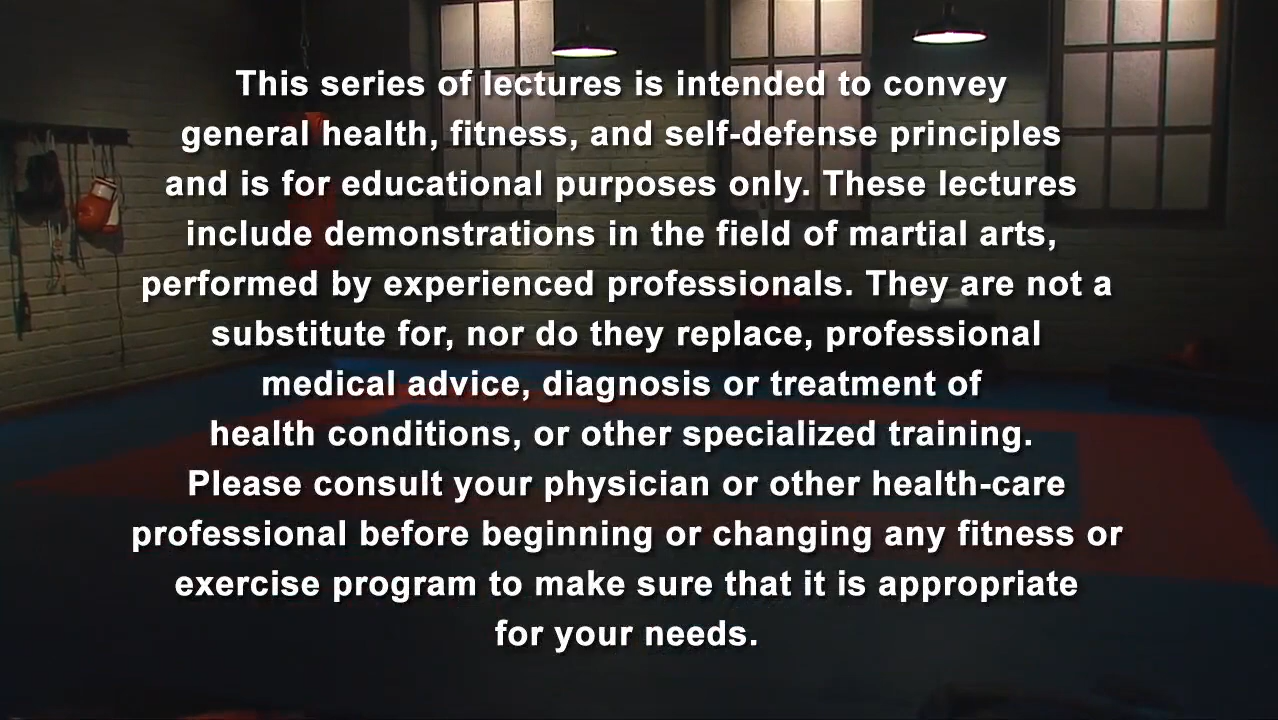 This series of lectures is intended to convey
general health, fitness, and self-defense principles
and is for educational purposes only. These lectures
include demonstrations in the field of martial arts,
performed by experienced professionals. They are not a
substitute for, nor do they replace, professional
medical advice, diagnosis or treatment of
health conditions, or other specialized training.
Please consult your physician or other health-care
professional before beginning or changing any fitness or
exercise program to make sure that it is appropriate
for your needs.